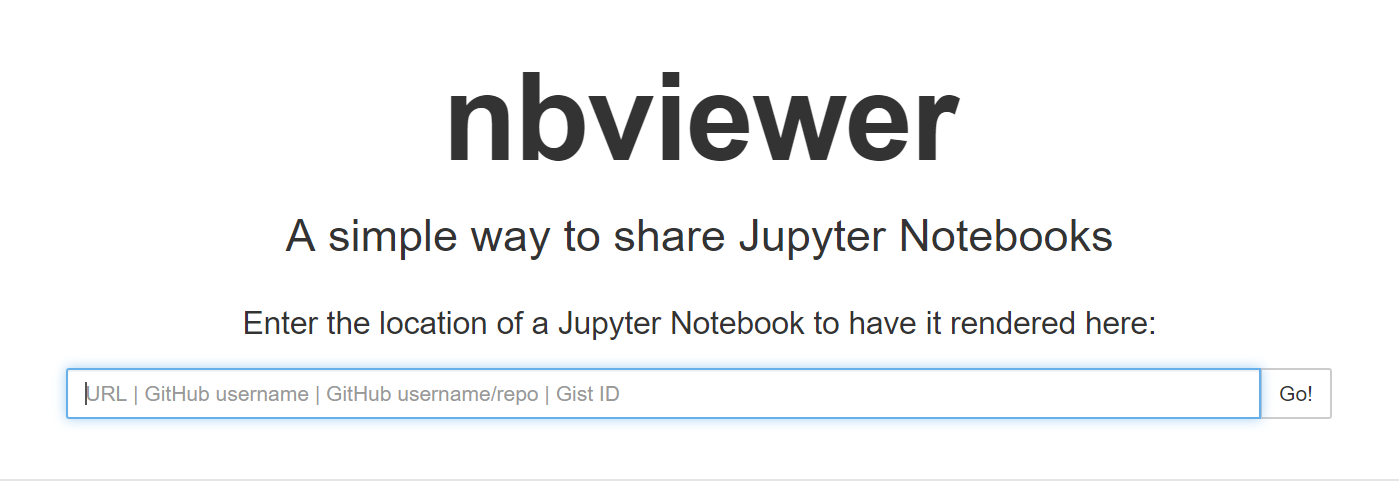 nbviewer
A simple way to share Jupyter Notebooks
Enter the location of a Jupyter Notebook to have it rendered here:
URL | GitHub username | GitHub username/repo | Gist ID
Go!